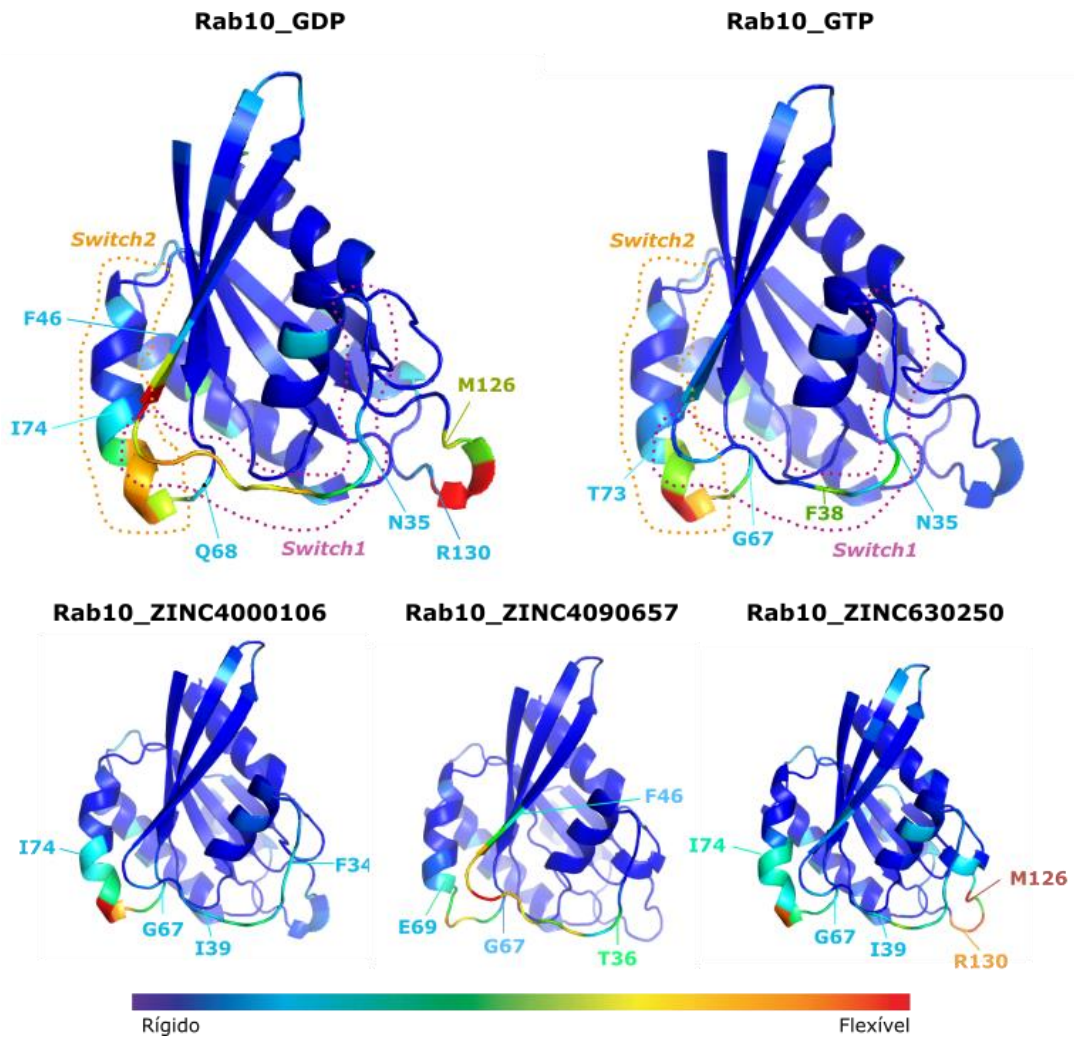 Rab10_GDP
Rab10_GTP
Switch2
F46
I74
Q68
Switch1
N35
M126
R130
Switch2
T73
G67
F38
N35
Switch1
Rab10_ZINC4000106
Rab10_ZINC4090657
Rab10_ZINC630250
I74
G67
I39
F34
F46
E69
G67
T36
I74
G67
I39
M126
R130
Rígido
Flexível